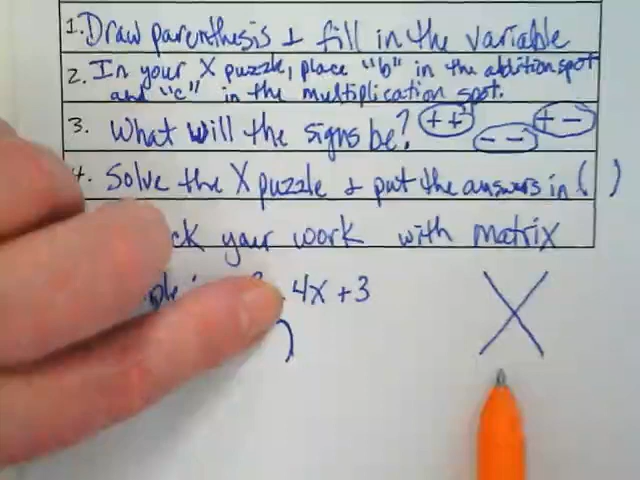 1. Draw parenthesis + fill in the variable
2. In your X puzzle, place "b" in the addition spot
and "c" in the multiplication spot.
3. What will the signs be? ++ -- +-
4. Solve the X puzzle + put the answers in ( )
your work with matrix
4x + 3
)